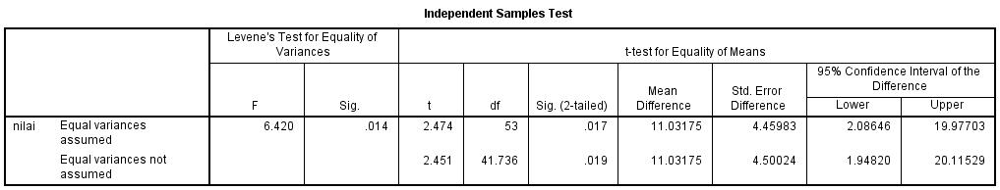 Independent Samples Test
Levene's Test for Equality of Variances
t-test for Equality of Means
95% Confidence Interval of the Difference
F Sig. t df Sig. (2-tailed) Mean Difference Std. Error Difference Lower Upper
nilai Equal variances assumed 6.420 .014 2.474 53 .017 11.03175 4.45983 2.08646 19.97703
Equal variances not assumed 2.451 41.736 .019 11.03175 4.50024 1.94820 20.11529